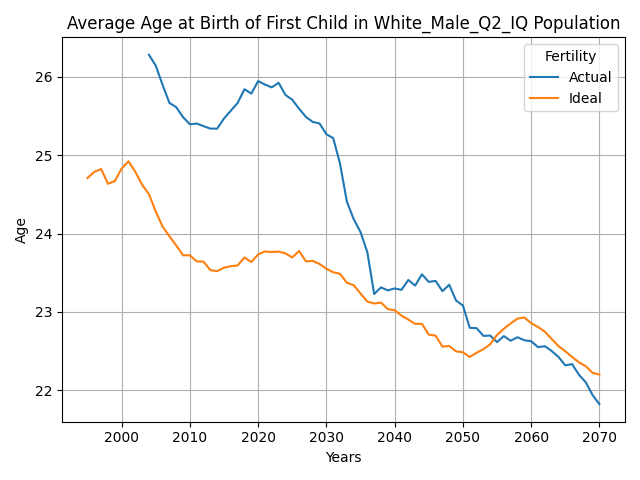 Average Age at Birth of First Child in White_Male_Q2_IQ Population
Fertility
Actual
Ideal
Age
26
25
24
23
22
2000 2010 2020 2030 2040 2050 2060 2070
Years